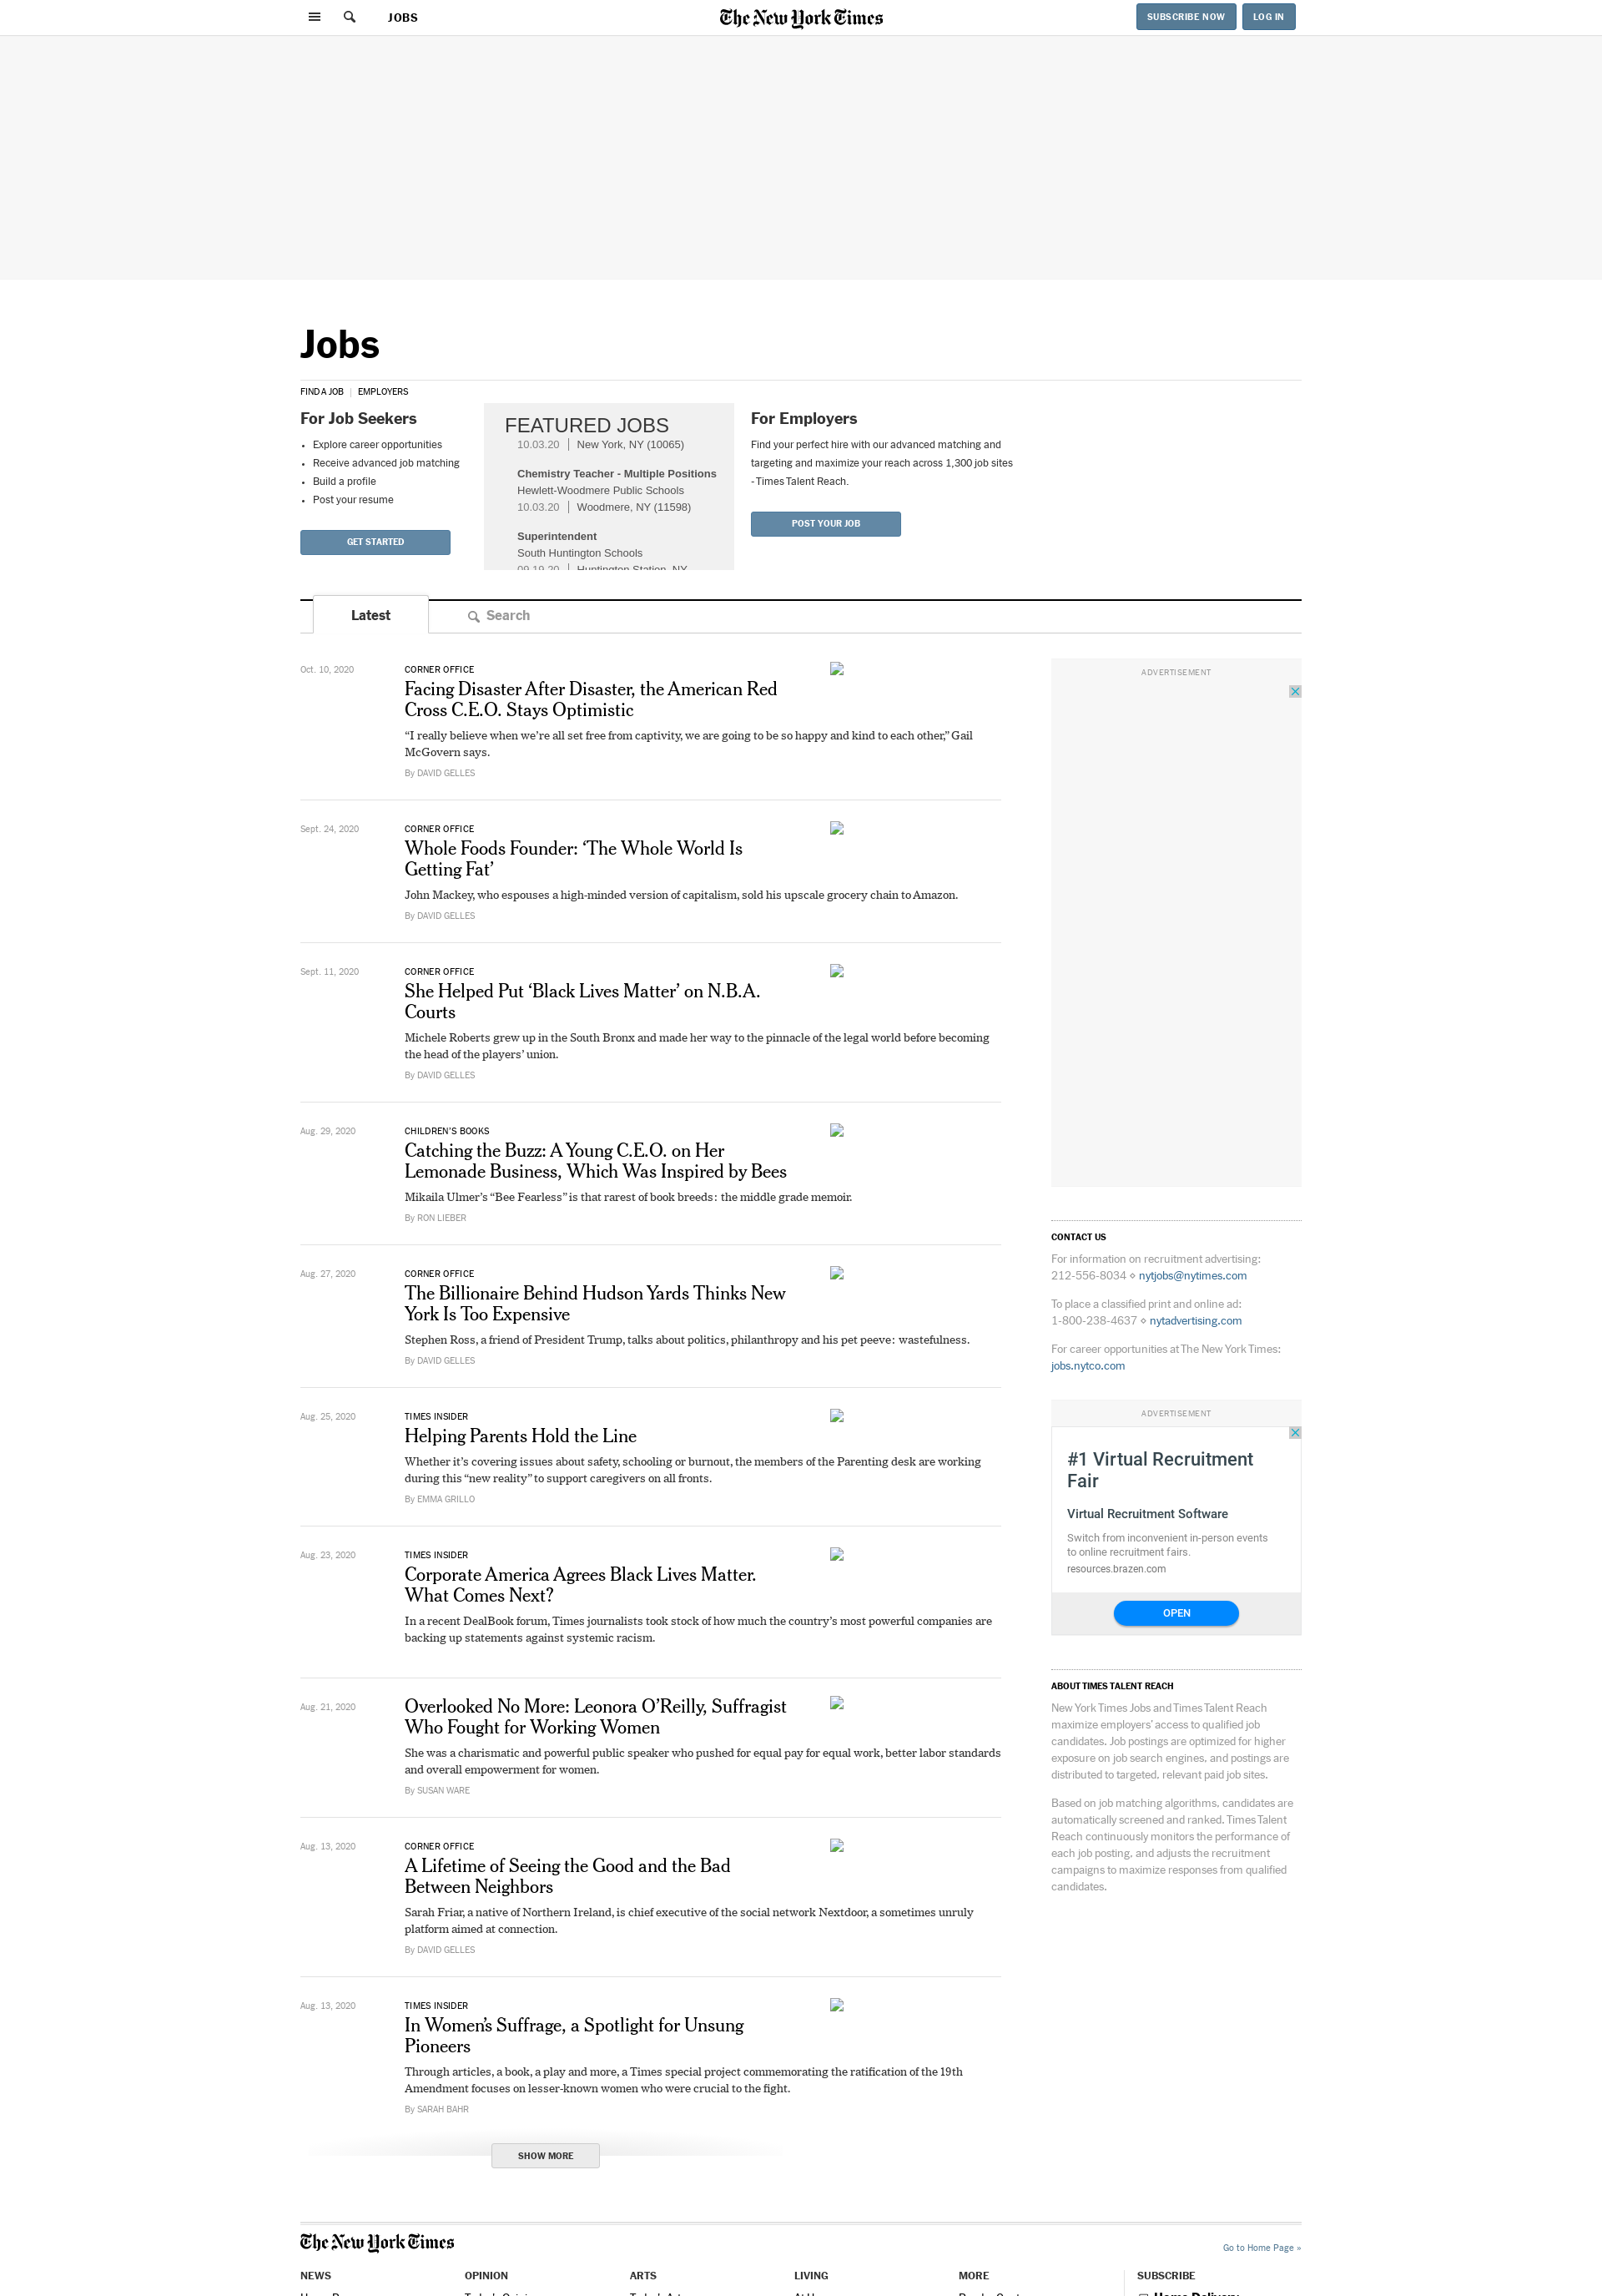 JOBS
The New York Times
SUBSCRIBE NOW
LOG IN
Jobs
FIND A JOB | EMPLOYERS
For Job Seekers
• Explore career opportunities
• Receive advanced job matching
• Build a profile
• Post your resume
GET STARTED
FEATURED JOBS
10.03.20 | New York, NY (10065)
Chemistry Teacher - Multiple Positions
Hewlett-Woodmere Public Schools
10.03.20 | Woodmere, NY (11598)
Superintendent
South Huntington Schools
09.19.20 | Huntington Station, NY
For Employers
Find your perfect hire with our advanced matching and
targeting and maximize your reach across 1,300 job sites
- Times Talent Reach.
POST YOUR JOB
Latest
Search
Oct. 10, 2020
CORNER OFFICE
Facing Disaster After Disaster, the American Red
Cross C.E.O. Stays Optimistic
“I really believe when we’re all set free from captivity, we are going to be so happy and kind to each other,” Gail
McGovern says.
By DAVID GELLES
Sept. 24, 2020
CORNER OFFICE
Whole Foods Founder: ‘The Whole World Is
Getting Fat’
John Mackey, who espouses a high-minded version of capitalism, sold his upscale grocery chain to Amazon.
By DAVID GELLES
Sept. 11, 2020
CORNER OFFICE
She Helped Put ‘Black Lives Matter’ on N.B.A.
Courts
Michele Roberts grew up in the South Bronx and made her way to the pinnacle of the legal world before becoming
the head of the players’ union.
By DAVID GELLES
Aug. 29, 2020
CHILDREN’S BOOKS
Catching the Buzz: A Young C.E.O. on Her
Lemonade Business, Which Was Inspired by Bees
Mikaila Ulmer’s “Bee Fearless” is that rarest of book breeds: the middle grade memoir.
By RON LIEBER
Aug. 27, 2020
CORNER OFFICE
The Billionaire Behind Hudson Yards Thinks New
York Is Too Expensive
Stephen Ross, a friend of President Trump, talks about politics, philanthropy and his pet peeve: wastefulness.
By DAVID GELLES
Aug. 25, 2020
TIMES INSIDER
Helping Parents Hold the Line
Whether it’s covering issues about safety, schooling or burnout, the members of the Parenting desk are working
during this “new reality” to support caregivers on all fronts.
By EMMA GRILLO
Aug. 23, 2020
TIMES INSIDER
Corporate America Agrees Black Lives Matter.
What Comes Next?
In a recent DealBook forum, Times journalists took stock of how much the country’s most powerful companies are
backing up statements against systemic racism.
Aug. 21, 2020
Overlooked No More: Leonora O’Reilly, Suffragist
Who Fought for Working Women
She was a charismatic and powerful public speaker who pushed for equal pay for equal work, better labor standards
and overall empowerment for women.
By SUSAN WARE
Aug. 13, 2020
CORNER OFFICE
A Lifetime of Seeing the Good and the Bad
Between Neighbors
Sarah Friar, a native of Northern Ireland, is chief executive of the social network Nextdoor, a sometimes unruly
platform aimed at connection.
By DAVID GELLES
Aug. 13, 2020
TIMES INSIDER
In Women’s Suffrage, a Spotlight for Unsung
Pioneers
Through articles, a book, a play and more, a Times special project commemorating the ratification of the 19th
Amendment focuses on lesser-known women who were crucial to the fight.
By SARAH BAHR
SHOW MORE
ADVERTISEMENT
CONTACT US
For information on recruitment advertising:
212-556-8034 ⋄ nytjobs@nytimes.com
To place a classified print and online ad:
1-800-238-4637 ⋄ nytadvertising.com
For career opportunities at The New York Times:
jobs.nytco.com
ADVERTISEMENT
#1 Virtual Recruitment
Fair
Virtual Recruitment Software
Switch from inconvenient in-person events
to online recruitment fairs.
resources.brazen.com
OPEN
ABOUT TIMES TALENT REACH
New York Times Jobs and Times Talent Reach
maximize employers’ access to qualified job
candidates. Job postings are optimized for higher
exposure on job search engines, and postings are
distributed to targeted, relevant paid job sites.
Based on job matching algorithms, candidates are
automatically screened and ranked. Times Talent
Reach continuously monitors the performance of
each job posting, and adjusts the recruitment
campaigns to maximize responses from qualified
candidates.
The New York Times
Go to Home Page »
NEWS
OPINION
ARTS
LIVING
MORE
SUBSCRIBE